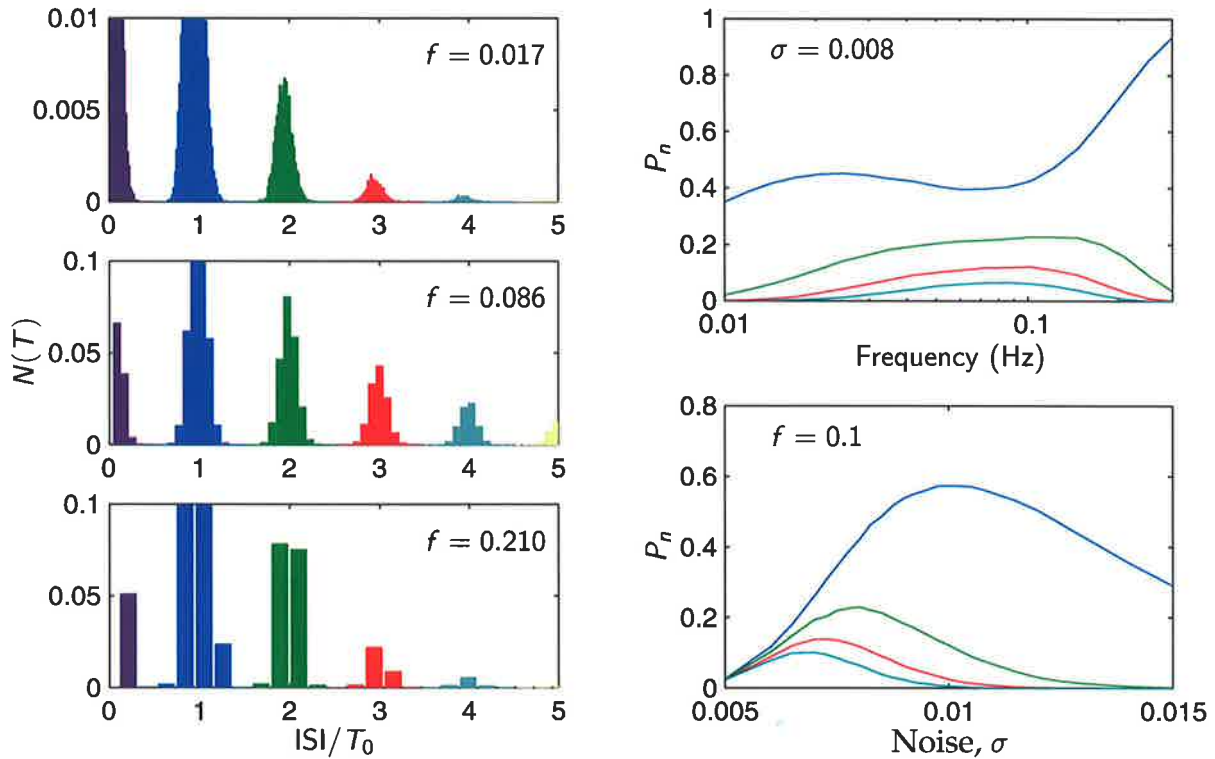 0.01
0.005
0
f = 0.017
0 1 2 3 4 5
0.1
0.05
0
N(T)
f = 0.086
0 1 2 3 4 5
0.1
0.05
0
f = 0.210
0 1 2 3 4 5
ISI/T₀
1
0.8
0.6
0.4
0.2
0
Pₙ
σ = 0.008
0.01 0.1
Frequency (Hz)
0.8
0.6
0.4
0.2
0
Pₙ
f = 0.1
0.005 0.01 0.015
Noise, σ